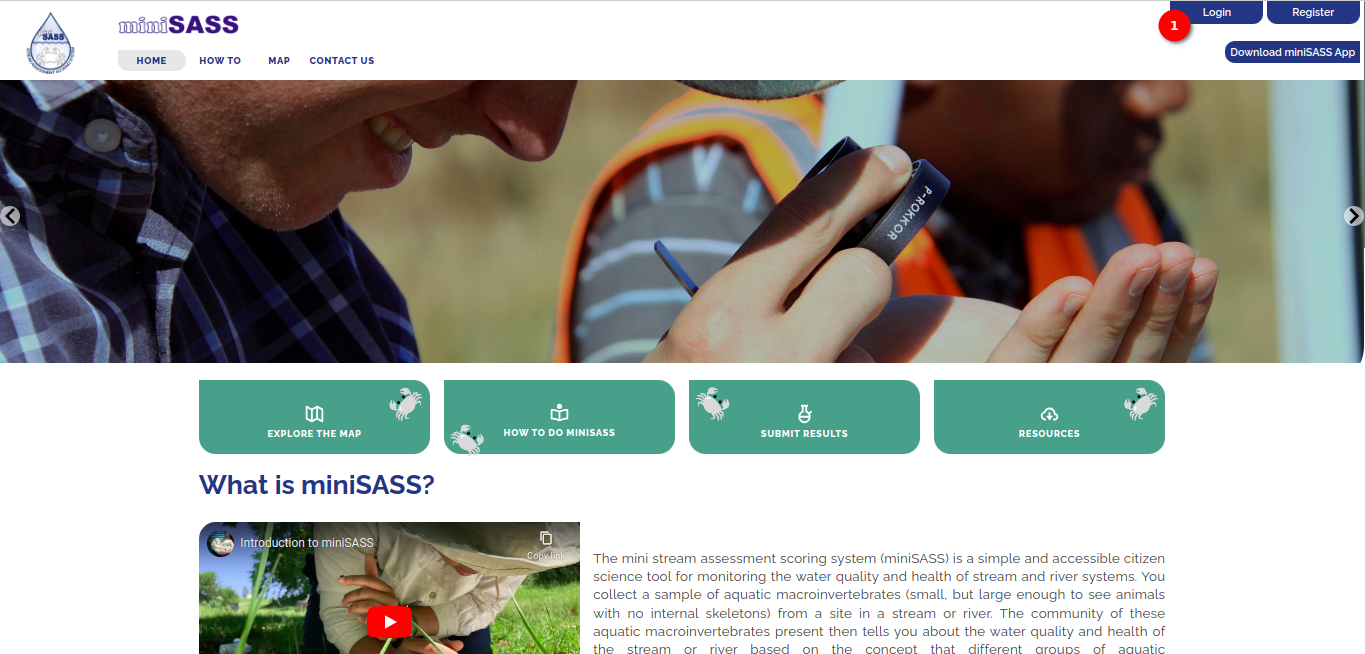 SASS
miniSASS
Login
Register
1
Download miniSASS App
HOME
HOW TO
MAP
CONTACT US
P-ROKKOR
EXPLORE THE MAP
HOW TO DO MINISASS
SUBMIT RESULTS
RESOURCES
What is miniSASS?
Introduction to miniSASS
Copy link
The mini stream assessment scoring system (miniSASS) is a simple and accessible citizen
science tool for monitoring the water quality and health of stream and river systems. You
collect a sample of aquatic macroinvertebrates (small, but large enough to see animals
with no internal skeletons) from a site in a stream or river. The community of these
aquatic macroinvertebrates present then tells you about the water quality and health of
the stream or river based on the concept that different groups of aquatic